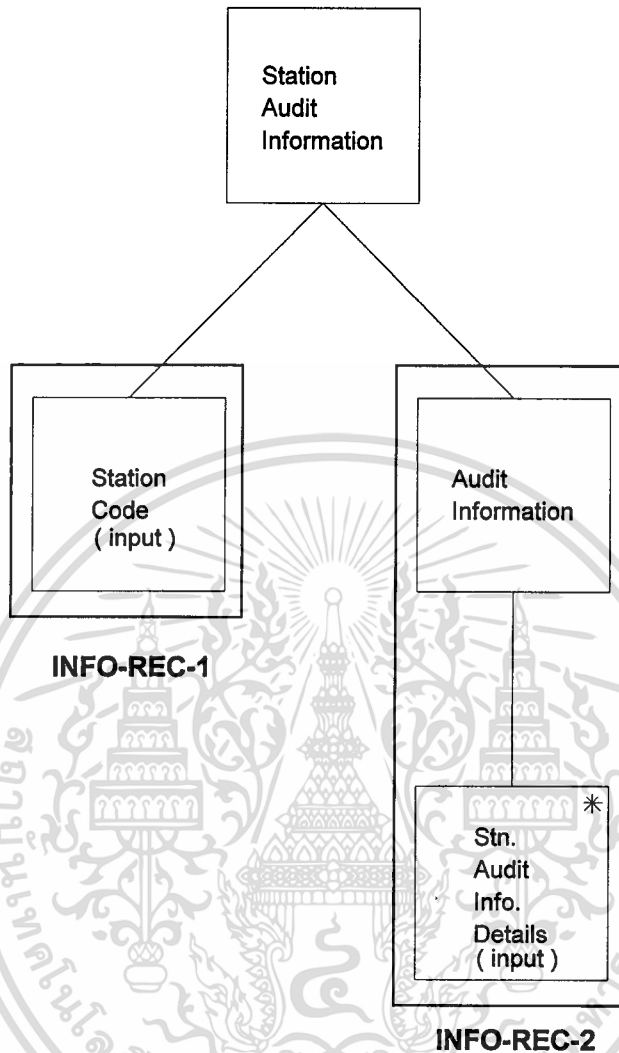 Station
Audit
Information
Station
Code
( input )
INFO-REC-1
Audit
Information
*
Stn.
Audit
Info.
Details
( input )
INFO-REC-2